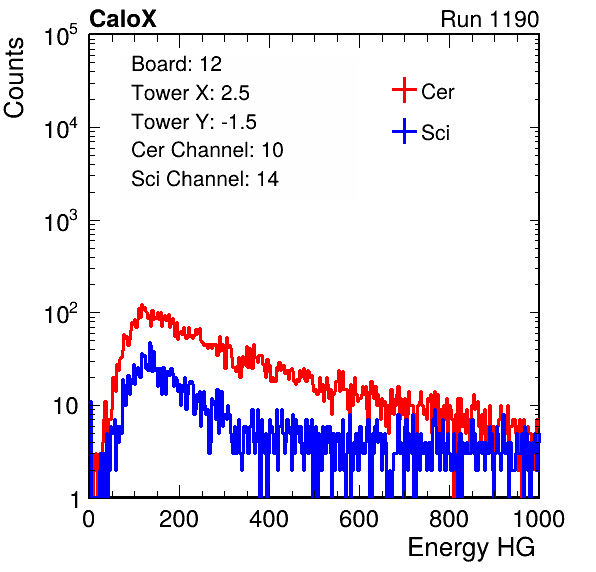 CaloX Run 1190
Counts
10^5
10^4
10^3
10^2
10
1
Board: 12
Tower X: 2.5
Tower Y: -1.5
Cer Channel: 10
Sci Channel: 14
Cer
Sci
0 200 400 600 800 1000
Energy HG